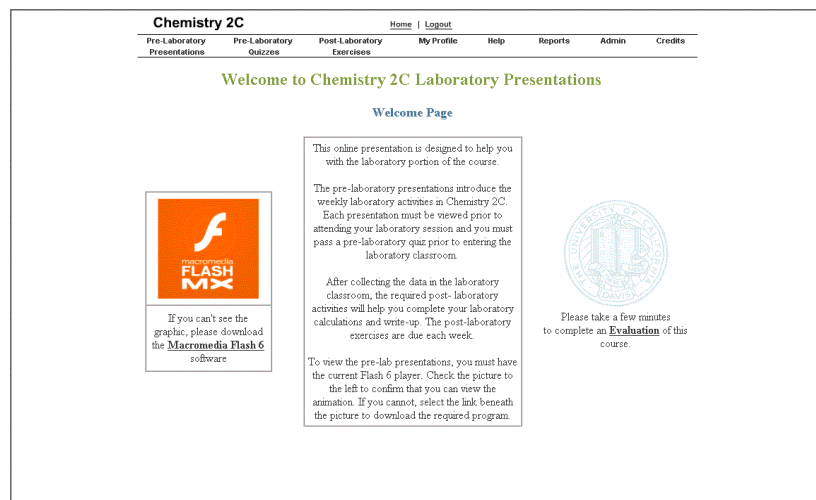 Chemistry 2C
Home | Logout
Pre-Laboratory Presentations
Pre-Laboratory Quizzes
Post-Laboratory Exercises
My Profile
Help
Reports
Admin
Credits
Welcome to Chemistry 2C Laboratory Presentations
Welcome Page
macromedia
FLASH
MX
If you can't see the
graphic, please download
the Macromedia Flash 6
software
This online presentation is designed to help you
with the laboratory portion of the course.
The pre-laboratory presentations introduce the
weekly laboratory activities in Chemistry 2C.
Each presentation must be viewed prior to
attending your laboratory session and you must
pass a pre-laboratory quiz prior to entering the
laboratory classroom.
After collecting the data in the laboratory
classroom, the required post- laboratory
activities will help you complete your laboratory
calculations and write-up. The post-laboratory
exercises are due each week.
To view the pre-lab presentations, you must have
the current Flash 6 player. Check the picture to
the left to confirm that you can view the
animation. If you cannot, select the link beneath
the picture to download the required program.
THE UNIVERSITY OF CALIFORNIA
DAVIS
Please take a few minutes
to complete an Evaluation of this
course.